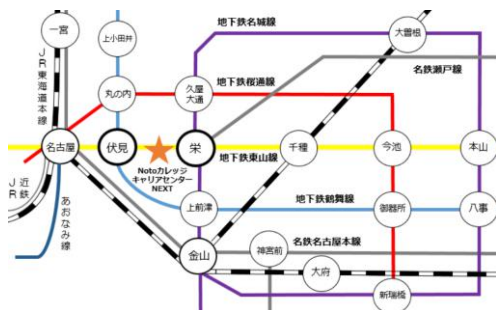 一宮
上小田井
地下鉄名城線
大曽根
JR東海道本線
丸の内
久屋
大通
地下鉄桜通線
名鉄瀬戸線
名古屋
伏見
栄
地下鉄東山線
千種
今池
本山
Notoカレッジ
キャリアセンター
NEXT
近鉄
JR
あおなみ線
上前津
地下鉄鶴舞線
御器所
八事
金山
神宮前
名鉄名古屋本線
大府
新瑞橋